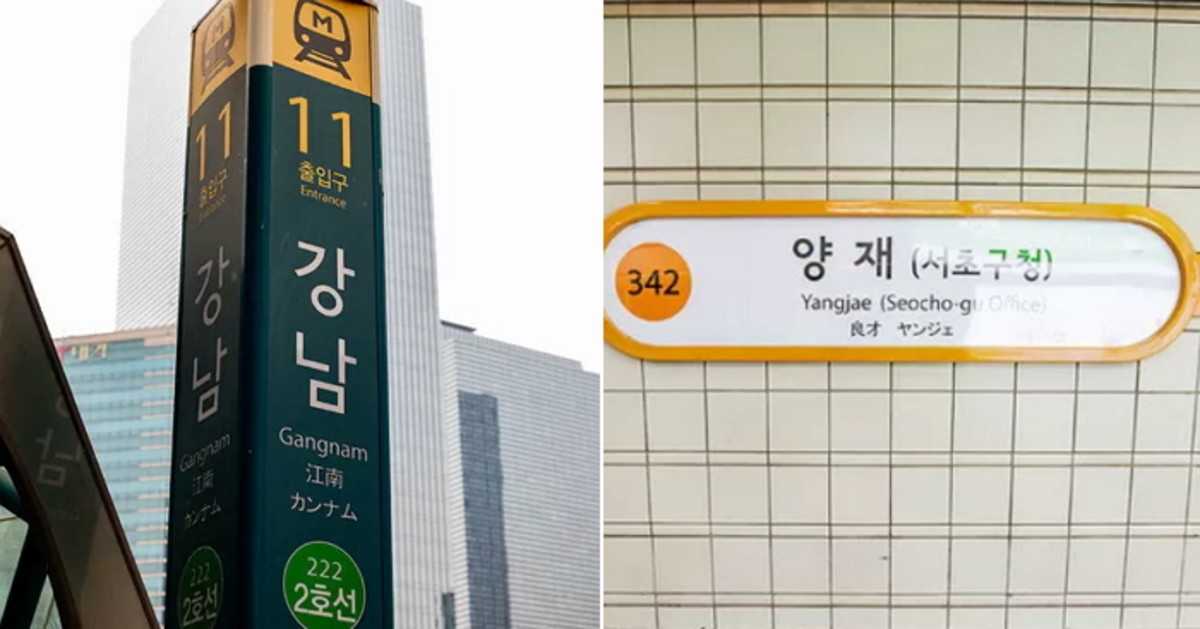 M
11
출입구
Entrance
강
남
Gangnam
江南
カンナム
222
2호선
M
11
출입구
Entrance
강
남
Gangnam
江南
カンナム
222
2호선
남
342
양재 (서초구청)
Yangjae (Seocho-gu Office)
良才 ヤンジェ